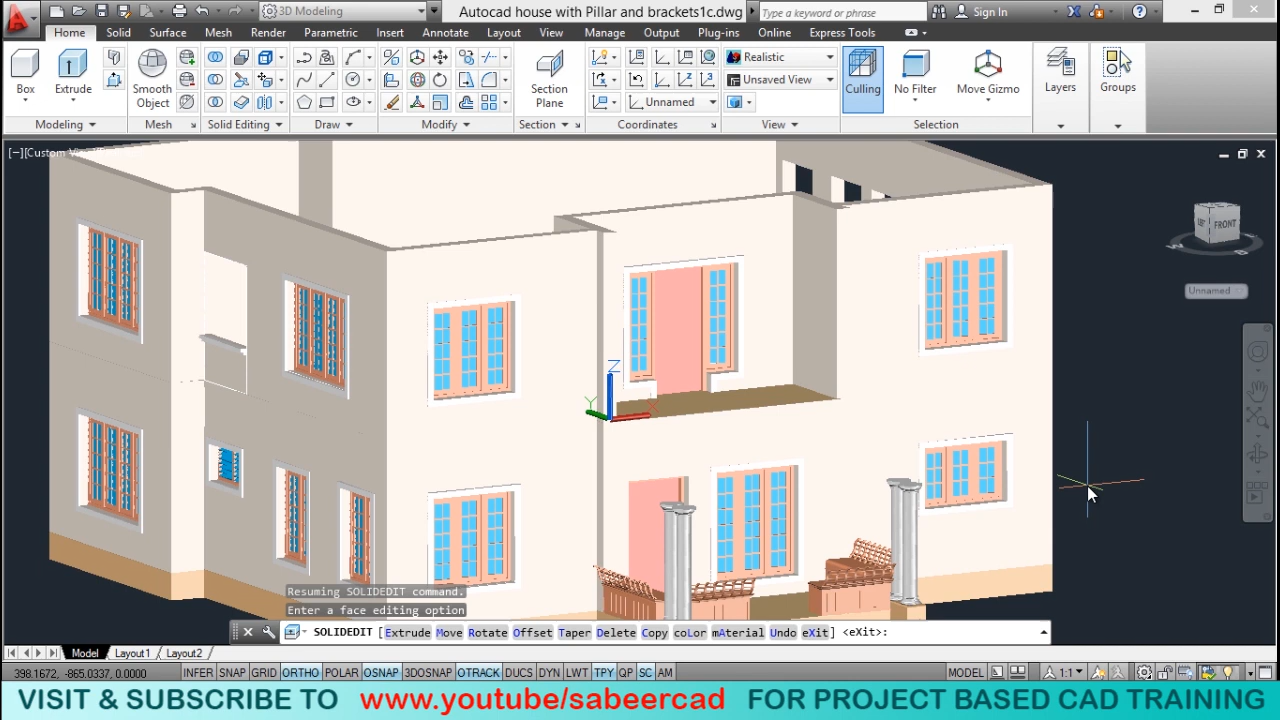 3D Modeling
Autocad house with Pillar and brackets1c.dwg
Type a keyword or phrase
Sign In
Home Solid Surface Mesh Render Parametric Insert Annotate Layout View Manage Output Plug-ins Online Express Tools
Box
Extrude
Smooth
Object
Section
Plane
Realistic
Unsaved View
Unnamed
Culling
No Filter
Move Gizmo
Layers
Groups
Modeling
Mesh
Solid Editing
Draw
Modify
Section
Coordinates
View
Selection
[−][Custom
LEFT FRONT
W
S
Unnamed
Z
Y
X
Resuming SOLIDEDIT command.
Enter a face editing option
SOLIDEDIT [Extrude Move Rotate Offset Taper Delete Copy coLor mAterial Undo eXit] <eXit>:
Model Layout1 Layout2
398.1672, -865.0337, 0.0000
INFER SNAP GRID ORTHO POLAR OSNAP 3DOSNAP OTRACK DUCS DYN LWT TPY QP SC AM
MODEL
1:1
VISIT & SUBSCRIBE TO www.youtube/sabeercad FOR PROJECT BASED CAD TRAINING